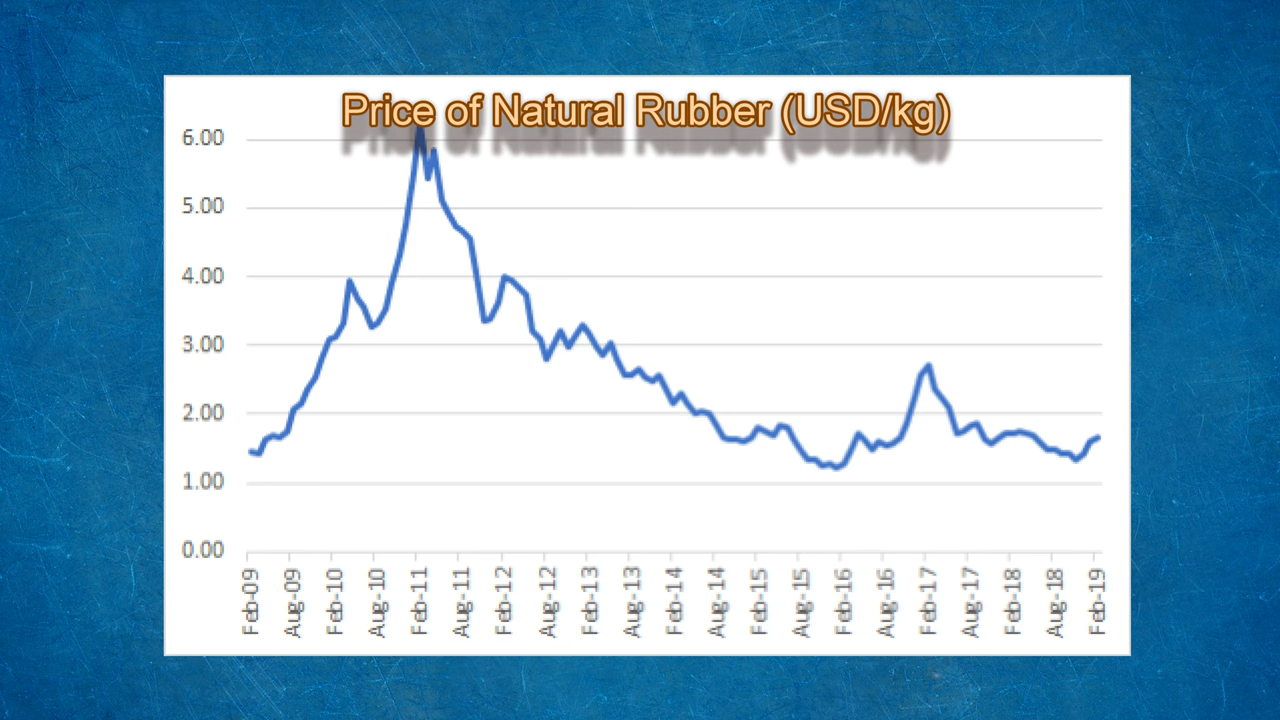 Price of Natural Rubber (USD/kg)
6.00
5.00
4.00
3.00
2.00
1.00
0.00
Feb-09
Aug-09
Feb-10
Aug-10
Feb-11
Aug-11
Feb-12
Aug-12
Feb-13
Aug-13
Feb-14
Aug-14
Feb-15
Aug-15
Feb-16
Aug-16
Feb-17
Aug-17
Feb-18
Aug-18
Feb-19